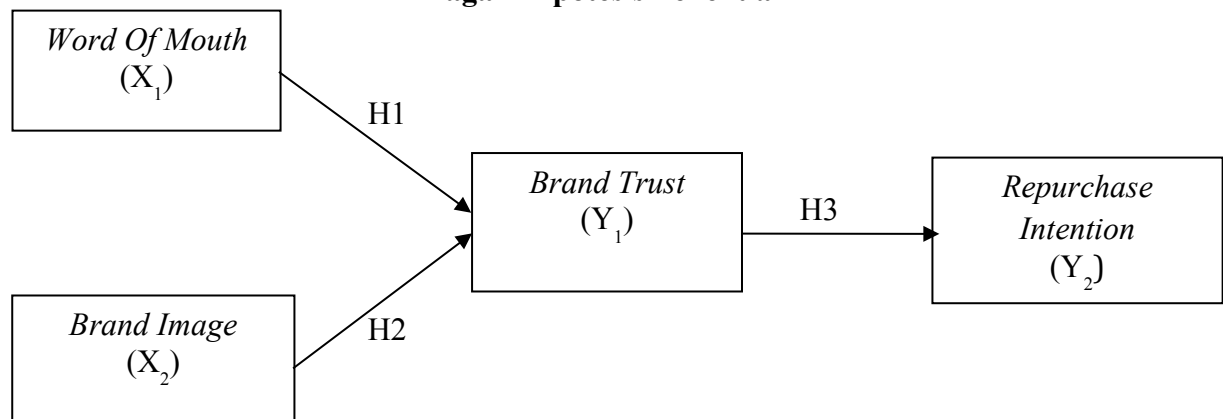 Word Of Mouth
(X₁)
H1
Brand Trust
(Y₁)
H3
Repurchase
Intention
(Y₂)
Brand Image
(X₂)
H2